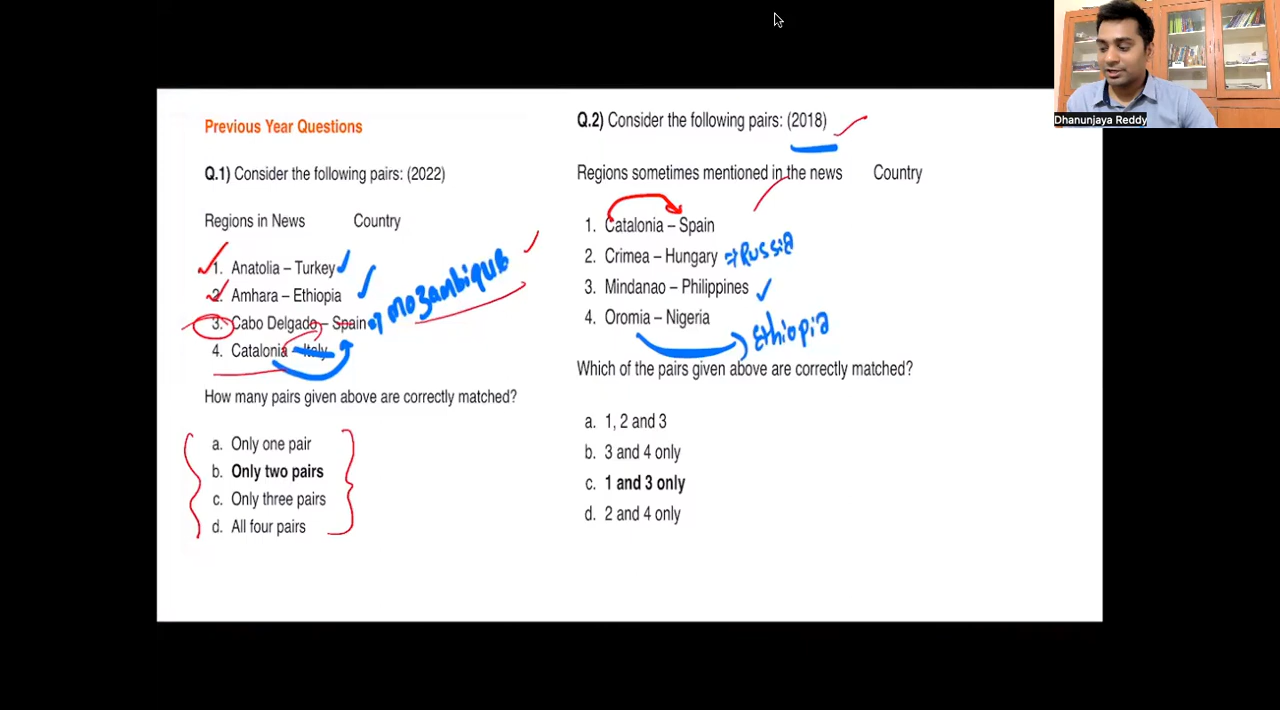 Previous Year Questions
Q.1) Consider the following pairs: (2022)
Regions in News Country
1. Anatolia – Turkey
2. Amhara – Ethiopia
3. Cabo Delgado – Spain Mozambique
4. Catalonia – Italy
How many pairs given above are correctly matched?
a. Only one pair
b. Only two pairs
c. Only three pairs
d. All four pairs
Q.2) Consider the following pairs: (2018)
Regions sometimes mentioned in the news Country
1. Catalonia – Spain
2. Crimea – Hungary ⇒ Russia
3. Mindanao – Philippines
4. Oromia – Nigeria Ethiopia
Which of the pairs given above are correctly matched?
a. 1, 2 and 3
b. 3 and 4 only
c. 1 and 3 only
d. 2 and 4 only
Dhanunjaya Reddy